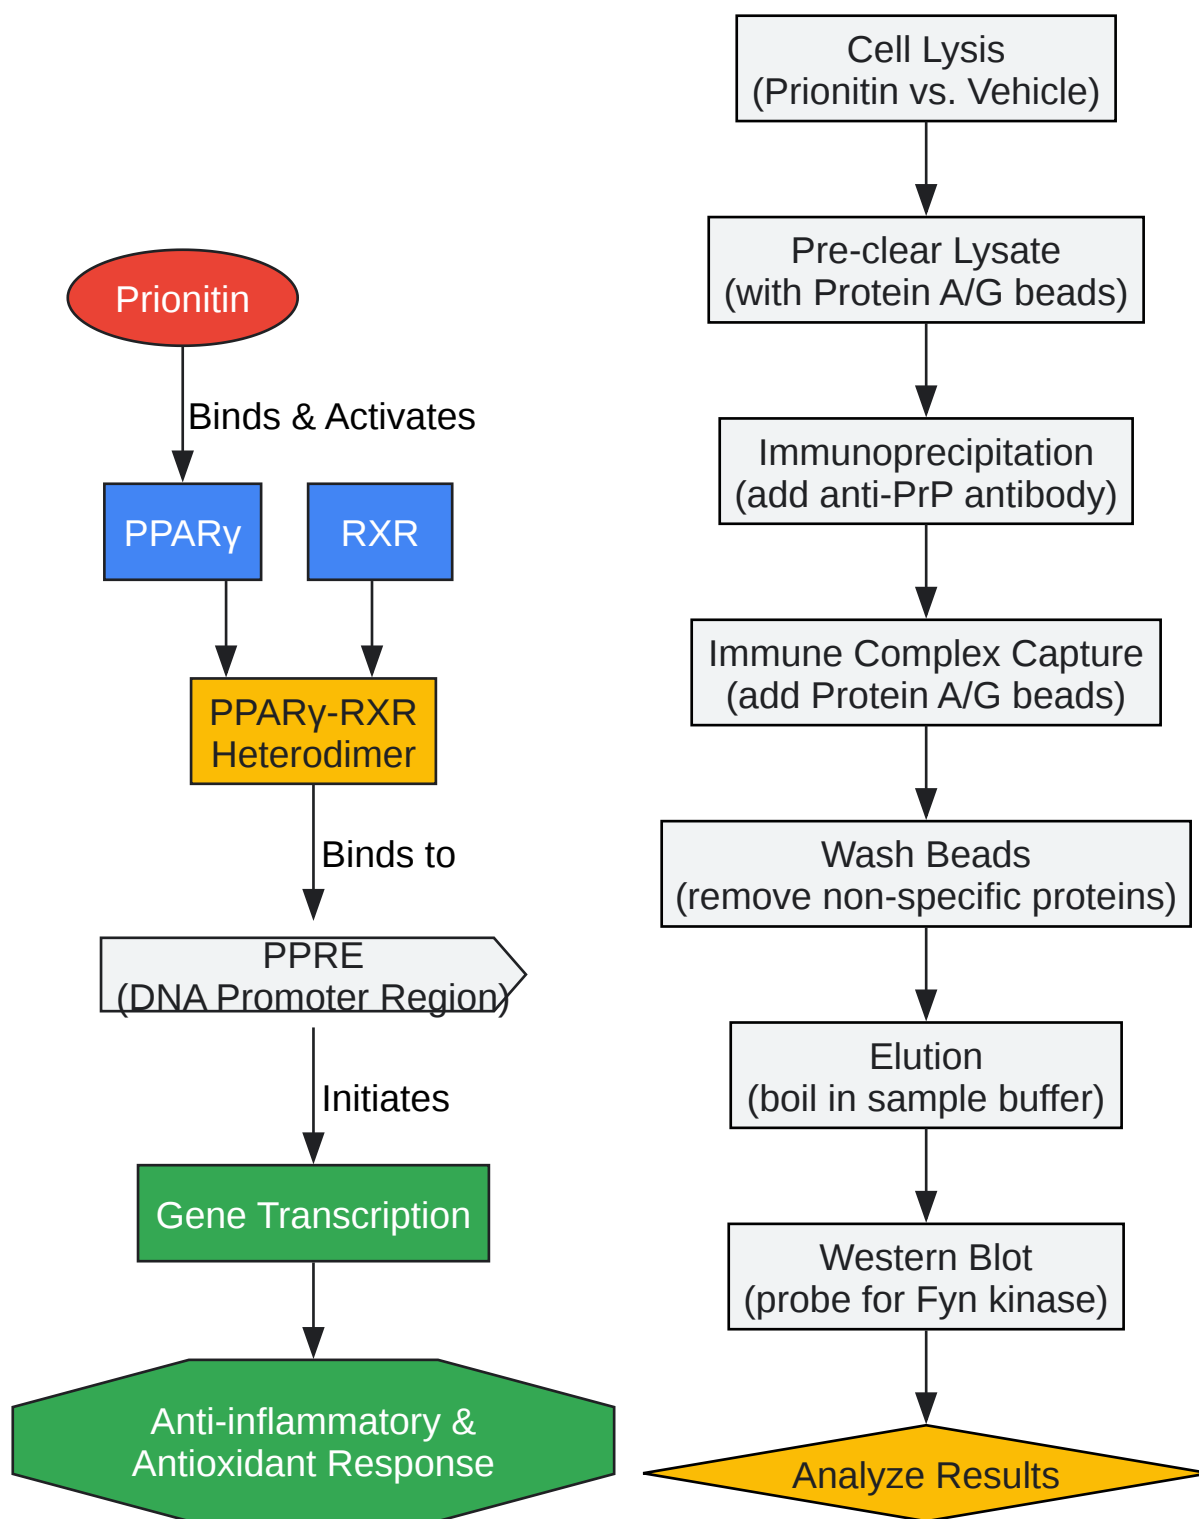 Prionitin
Binds & Activates
PPARγ
RXR
PPARγ-RXR
Heterodimer
Binds to
PPRE
(DNA Promoter Region)
Initiates
Gene Transcription
Anti-inflammatory &
Antioxidant Response
Cell Lysis
(Prionitin vs. Vehicle)
Pre-clear Lysate
(with Protein A/G beads)
Immunoprecipitation
(add anti-PrP antibody)
Immune Complex Capture
(add Protein A/G beads)
Wash Beads
(remove non-specific proteins)
Elution
(boil in sample buffer)
Western Blot
(probe for Fyn kinase)
Analyze Results